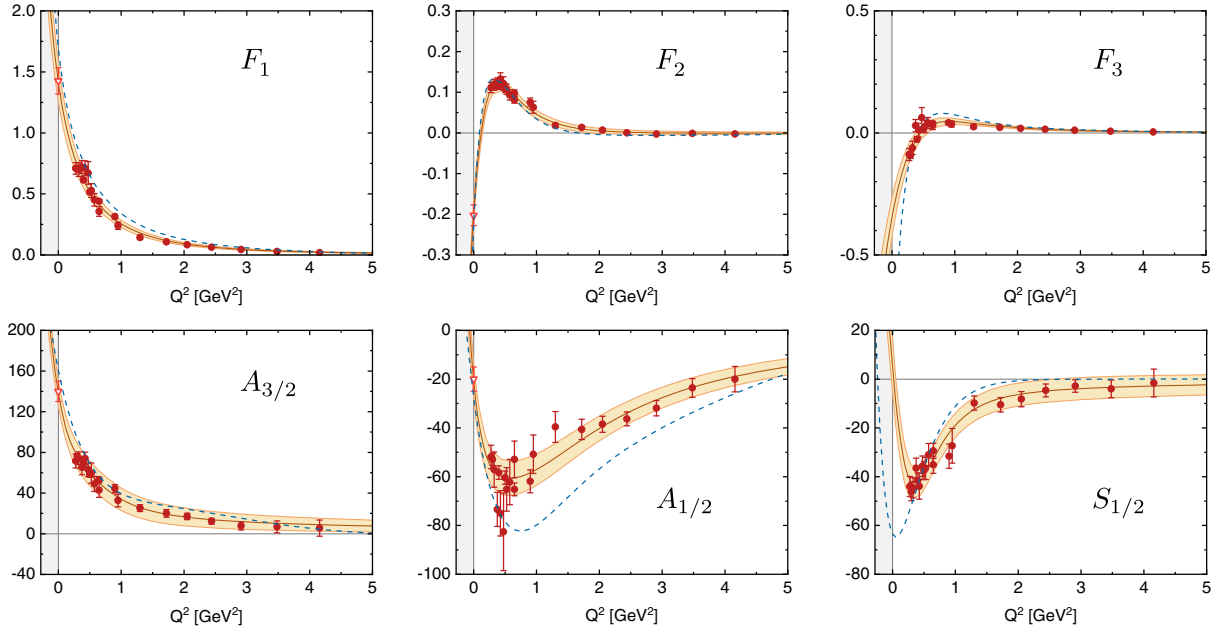 2.0
1.5
1.0
0.5
0.0
F₁
0 1 2 3 4 5
Q² [GeV²]
0.3
0.2
0.1
0.0
-0.1
-0.2
-0.3
F₂
0 1 2 3 4 5
Q² [GeV²]
0.5
0.0
-0.5
F₃
0 1 2 3 4 5
Q² [GeV²]
200
160
120
80
40
0
-40
A₃/₂
0 1 2 3 4 5
Q² [GeV²]
0
-20
-40
-60
-80
-100
A₁/₂
0 1 2 3 4 5
Q² [GeV²]
20
0
-20
-40
-60
-80
S₁/₂
0 1 2 3 4 5
Q² [GeV²]